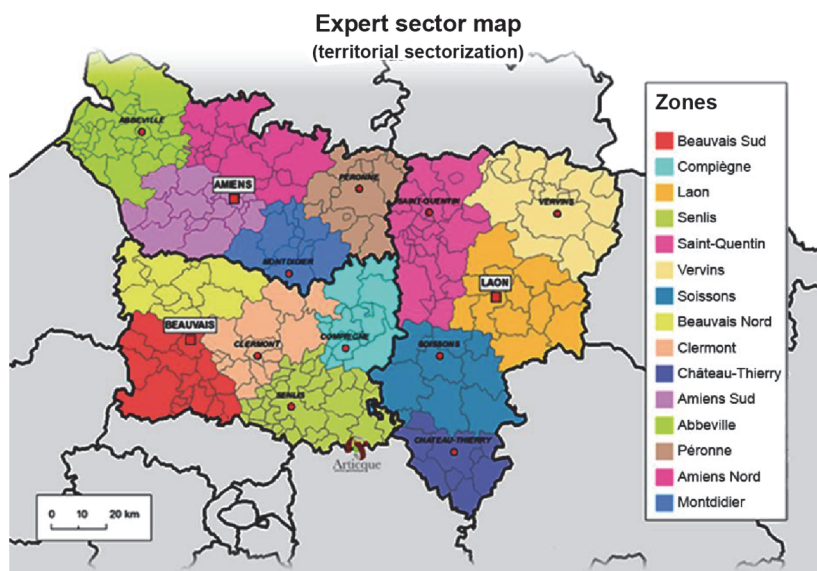 Expert sector map
(territorial sectorization)
ABBEVILLE
AMIENS
PÉRONNE
SAINT-QUENTIN
VERVINS
MONTDIDIER
LAON
BEAUVAIS
CLERMONT
COMPIÈGNE
SOISSONS
SENLIS
CHATEAU-THIERRY
Articque
0 10 20 km
Zones
Beauvais Sud
Compiègne
Laon
Senlis
Saint-Quentin
Vervins
Soissons
Beauvais Nord
Clermont
Château-Thierry
Amiens Sud
Abbeville
Péronne
Amiens Nord
Montdidier